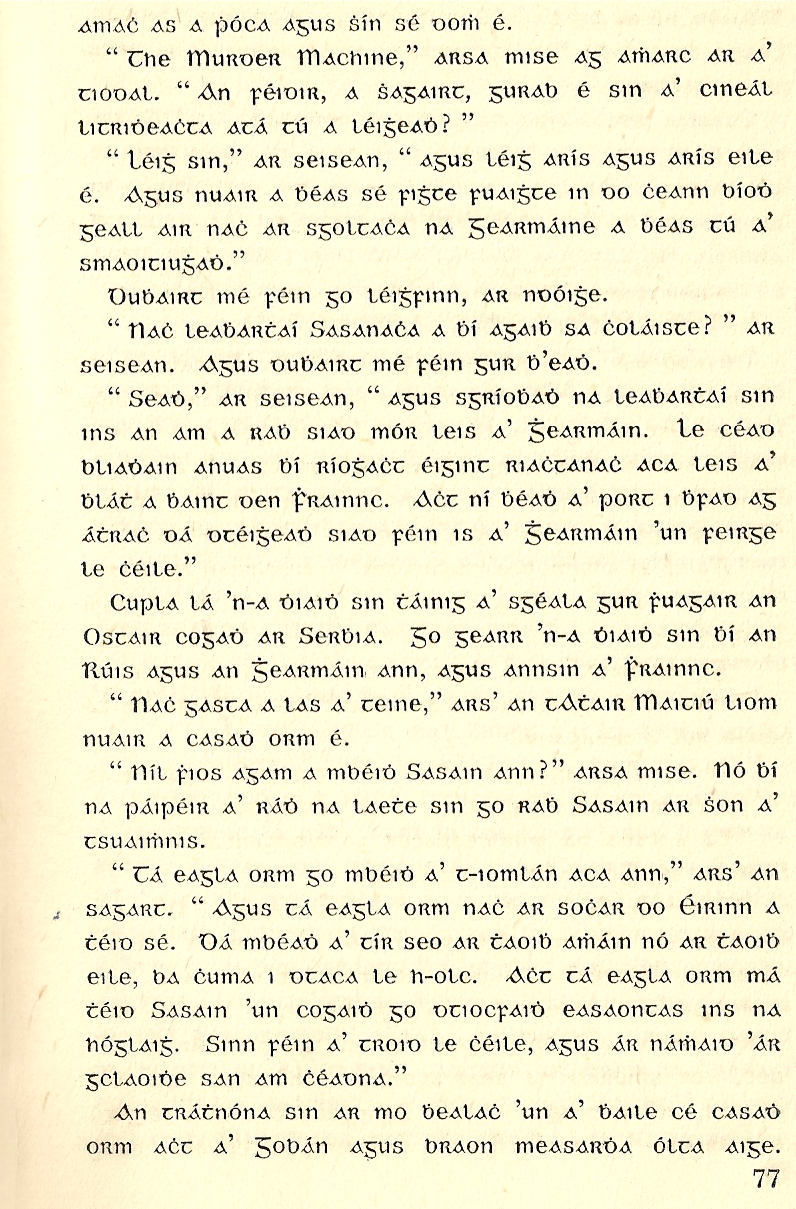 amaċ as a ṗóca agus ṡín sé doṁ é.
“ The Murder Machine,” arsa mise ag aṁarc ar a’
tiodal. “ An féidir, a ṡagairt, gurab é sin a’ cineál
litriḋeaċta atá tú a léiġeaḋ? ”
“ Léiġ sin,” ar seisean, “ agus léiġ arís agus arís eile
é. Agus nuair a ḃéas sé fiġte fuaiġte in do ċeann bíoḋ
geall air naċ ar sgoltaċa na Gearmáine a ḃéas tú a’
smaoitiuġaḋ.”
Duḃairt mé féin go léiġfinn, ar ndóiġe.
“ Naċ leaḃarṫaí Sasanaċa a ḃí agaiḃ sa ċoláiste? ” ar
seisean. Agus duḃairt mé féin gur ḃ’eaḋ.
“ Seaḋ,” ar seisean, “ agus sgríoḃaḋ na leaḃarṫaí sin
ins an am a raḃ siad mór leis a’ Ġearmáin. Le céad
bliaḋain anuas ḃí ríoġaċt éigint riaċtanaċ aca leis a’
ḃláṫ a ḃaint den Ḟrainnc. Aċt ní ḃéaḋ a’ port i ḃfad ag
áṫraċ dá dtéiġeaḋ siad féin is a’ Ġearmáin ’un feirge
le ċéile.”
Cupla lá ’n-a ḋiaiḋ sin ṫáinig a’ sgéala gur ḟuagair an
Ostair cogaḋ ar Serḃia. Go gearr ’n-a ḋiaiḋ sin ḃí an
Rúis agus an Ġearmáin ann, agus annsin a’ Ḟrainnc.
“ Naċ gasta a las a’ teine,” ars’ an tAṫair Maitiú liom
nuair a casaḋ orm é.
“ Níl ḟios agam a mbéiḋ Sasain ann?” arsa mise. Nó ḃí
na páipéir a’ ráḋ na laeṫe sin go raḃ Sasain ar ṡon a’
tsuaiṁnis.
“ Tá eagla orm go mbéiḋ a’ t-iomlán aca ann,” ars’ an
sagart. “ Agus tá eagla orm naċ ar soċar do Éirinn a
ṫéid sé. Dá mbéaḋ a’ tír seo ar ṫaoiḃ aṁáin nó ar ṫaoiḃ
eile, ba ċuma i dtaca le h-olc. Aċt tá eagla orm má
ṫéid Sasain ’un cogaiḋ go dtiocfaiḋ easaontas ins na
hóglaiġ. Sinn féin a’ troid le ċéile, agus ár náṁaid ’ár
gclaoiḋe san am ċéadna.”
An tráṫnóna sin ar mo ḃealaċ ’un a’ ḃaile cé casaḋ
orm aċt a’ Gobán agus braon measarḋa ólta aige.
77